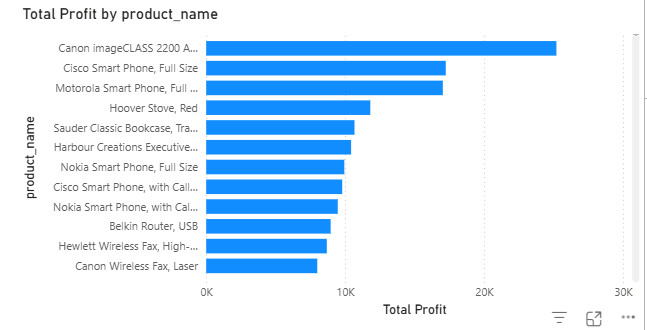 Total Profit by product_name
Canon imageCLASS 2200 A...
Cisco Smart Phone, Full Size
Motorola Smart Phone, Full ...
Hoover Stove, Red
Sauder Classic Bookcase, Tra...
Harbour Creations Executive...
Nokia Smart Phone, Full Size
Cisco Smart Phone, with Call...
Nokia Smart Phone, with Cal...
Belkin Router, USB
Hewlett Wireless Fax, High-...
Canon Wireless Fax, Laser
product_name
0K 10K 20K 30K
Total Profit